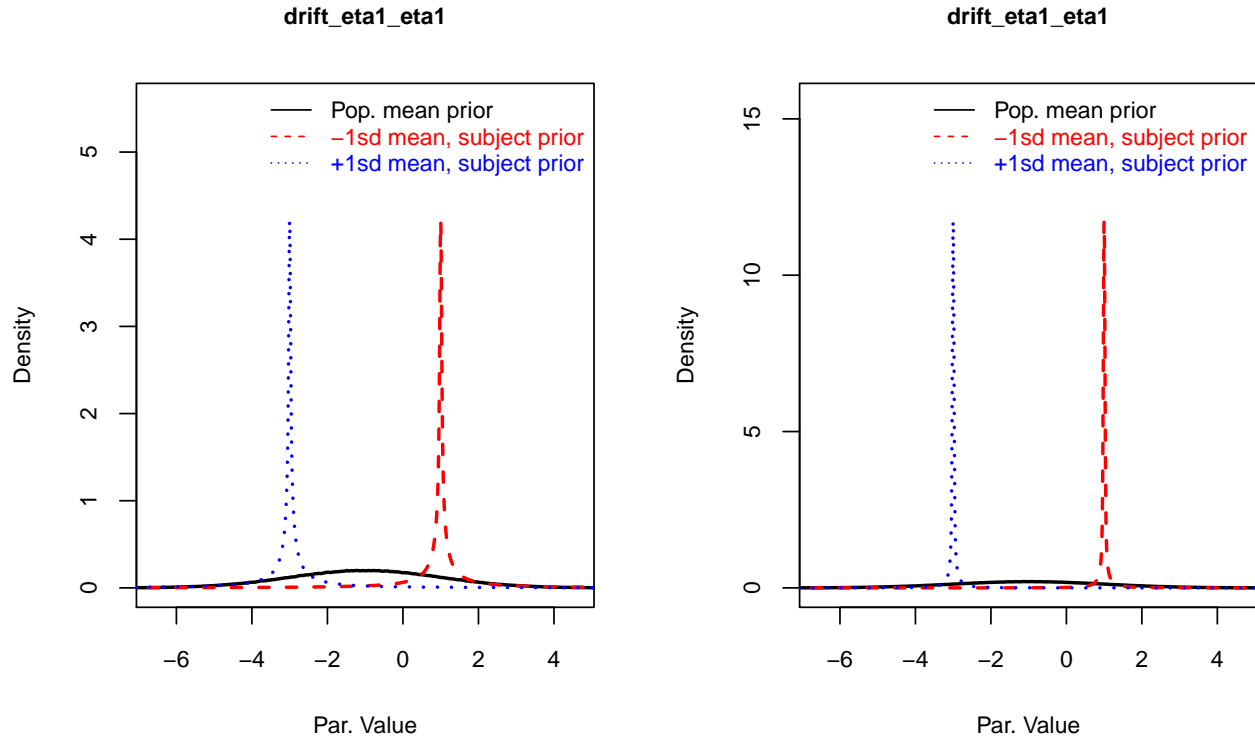 drift_eta1_eta1
Pop. mean prior
−1sd mean, subject prior
+1sd mean, subject prior
5
4
3
2
1
0
Density
−6 −4 −2 0 2 4
Par. Value
drift_eta1_eta1
Pop. mean prior
−1sd mean, subject prior
+1sd mean, subject prior
15
10
5
0
Density
−6 −4 −2 0 2 4
Par. Value